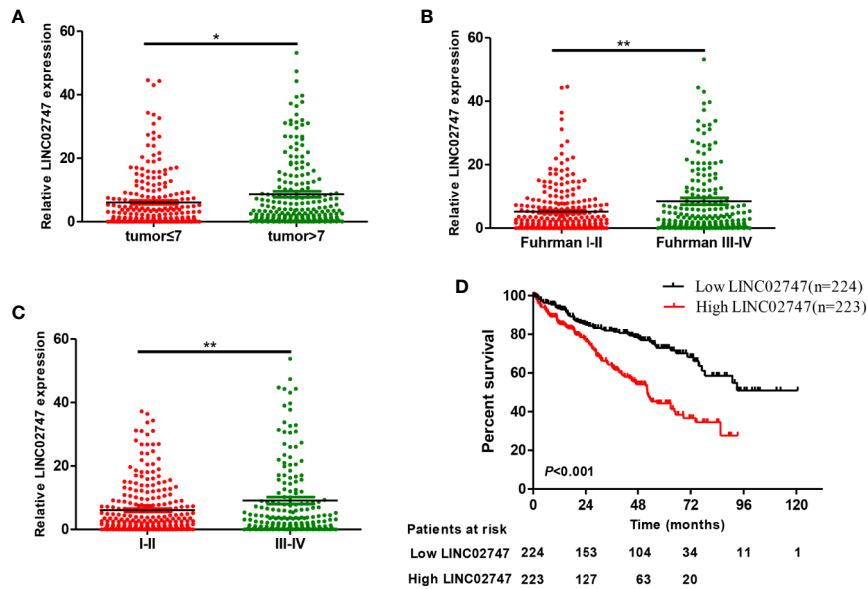 A
Relative LINC02747 expression
60
40
20
0
*
tumor≤7
tumor>7
B
Relative LINC02747 expression
60
40
20
0
**
Fuhrman I-II
Fuhrman III-IV
C
Relative LINC02747 expression
60
40
20
0
**
I-II
III-IV
D
Low LINC02747(n=224)
High LINC02747(n=223)
Percent survival
100
80
60
40
20
0
P<0.001
0 24 48 72 96 120
Time (months)
Patients at risk
Low LINC02747 224 153 104 34 11 1
High LINC02747 223 127 63 20